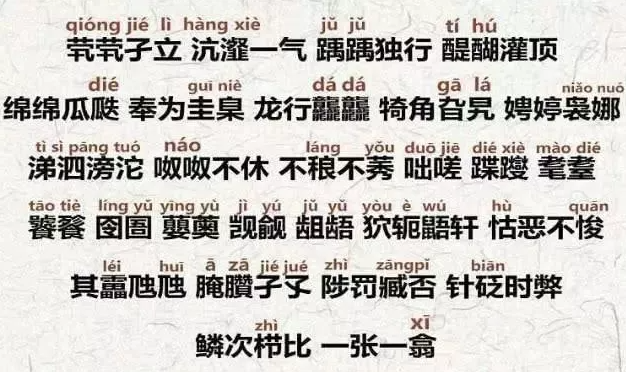 qióng jié lì hàng xiè jǔ jǔ tí hú
茕茕孑立 沆瀣一气 踽踽独行 醍醐灌顶
dié guī niè dá dá gā lá niǎo nuó
绵绵瓜瓞 奉为圭臬 龙行龘龘 犄角旮旯 娉婷袅娜
tì sì pāng tuó náo láng yǒu duō jiē dié xiè mào dié
涕泗滂沱 呶呶不休 不稂不莠 咄嗟 蹀躞 耄耋
tāo tiè líng yǔ yīng yù jì yú jǔ yǔ yòu è wú hù quān
饕餮 囹圄 蘡薁 觊觎 龃龉 狖轭鼯轩 怙恶不悛
léi huī ā zā jié jué zhì zāngpǐ biān
其靁虺虺 腌臢孑孓 陟罚臧否 针砭时弊
zhì xī
鳞次栉比 一张一翕